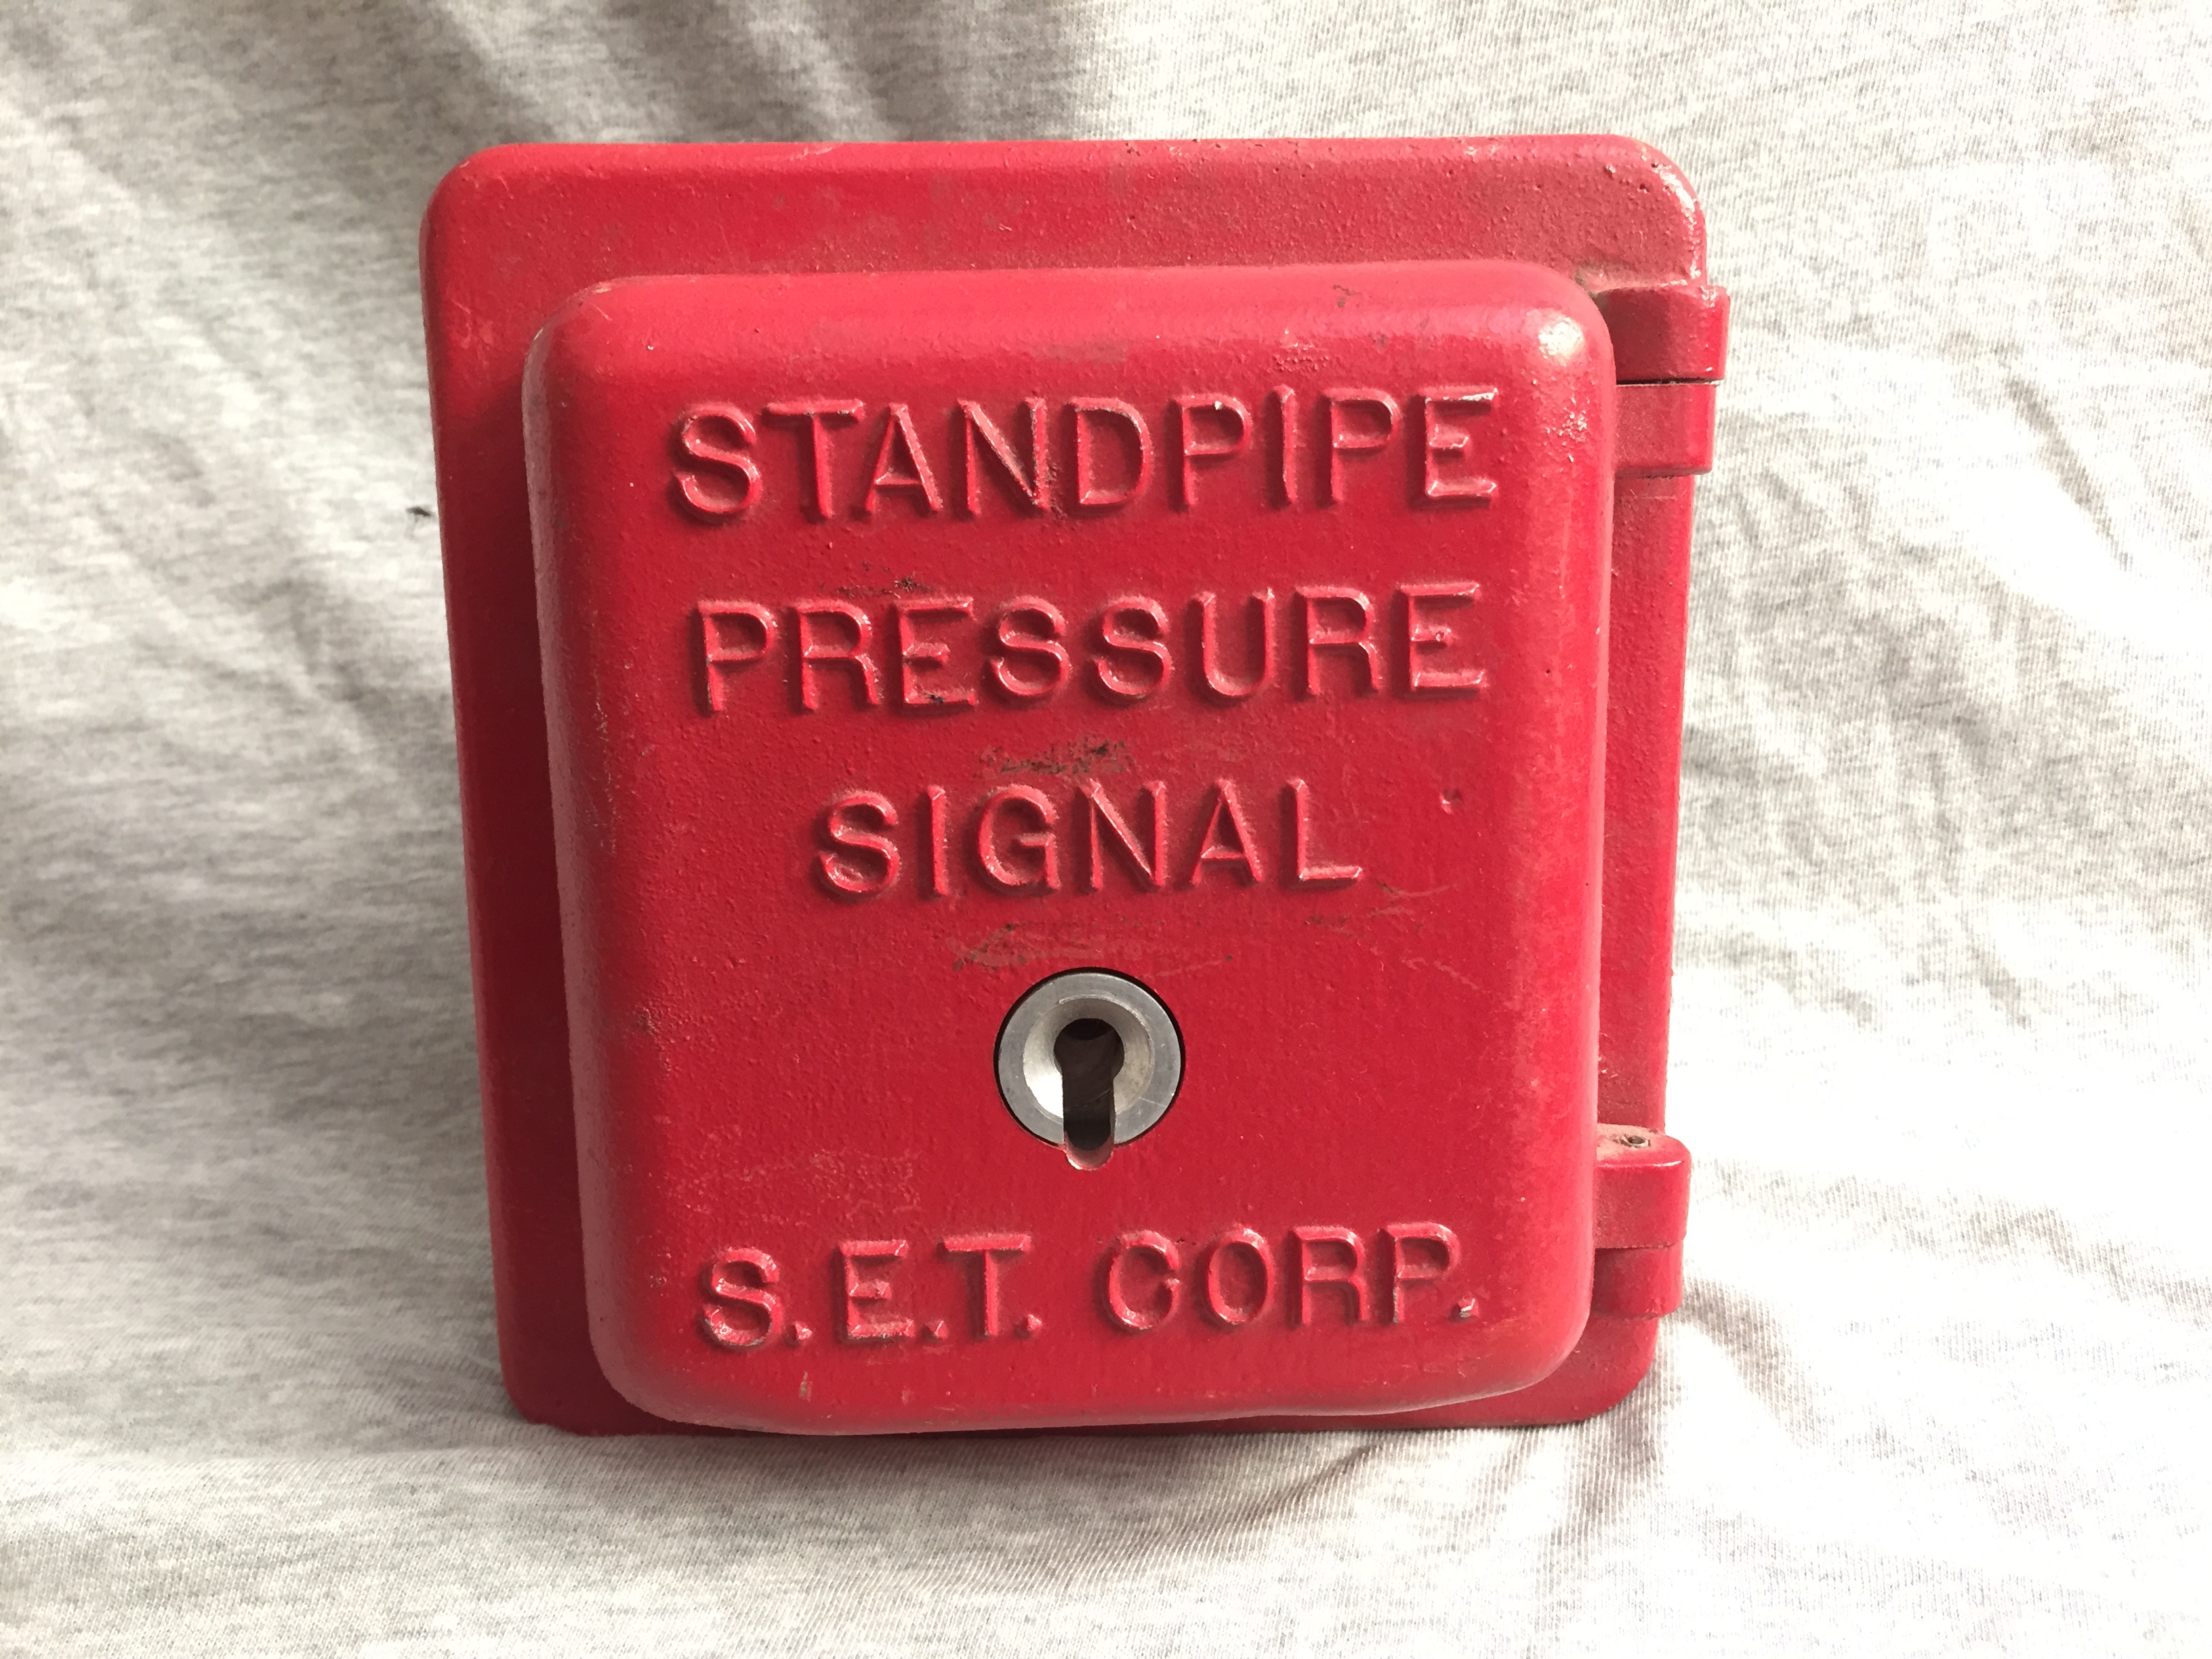 STANDPIPE
PRESSURE
SIGNAL
S.E.T. CORP.